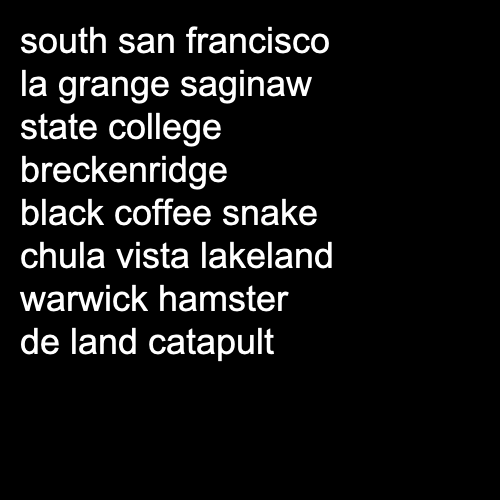 south san francisco
la grange saginaw
state college
breckenridge
black coffee snake
chula vista lakeland
warwick hamster
de land catapult